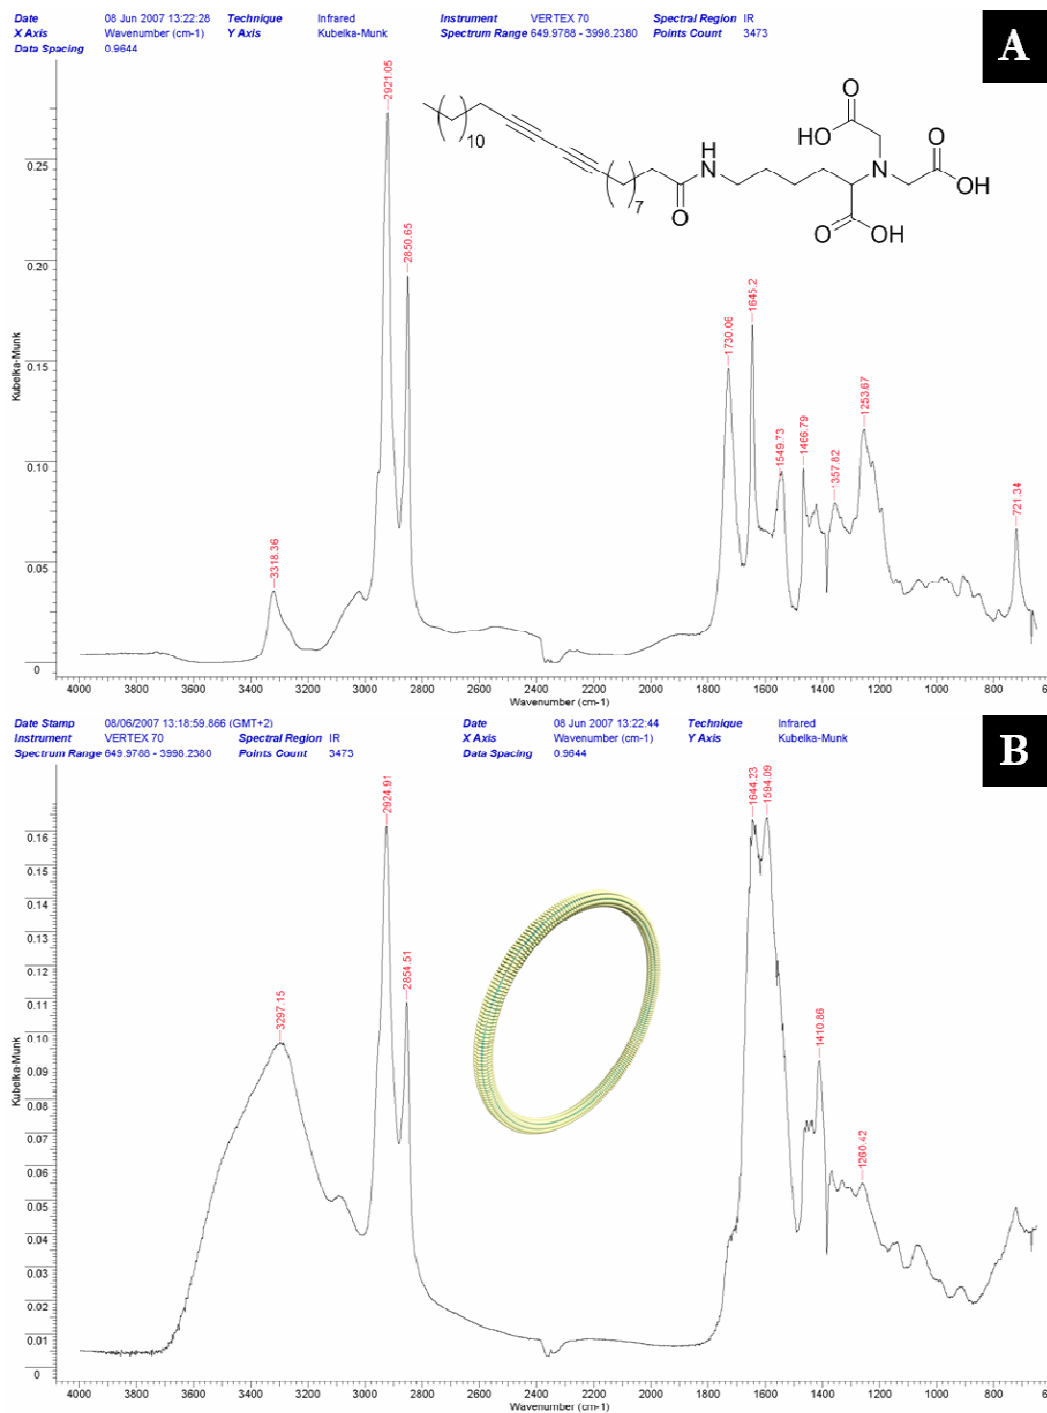 Date 08 Jun 2007 13:22:28 Technique Infrared Instrument VERTEX 70 Spectral Region IR
X Axis Wavenumber (cm-1) Y Axis Kubelka-Munk Spectrum Range 649.9788 - 3998.2380 Points Count 3473
Data Spacing 0.9644
A
2921.05
2850.65
3318.36
1730.06
1645.2
1549.73
1466.79
1357.82
1253.67
721.34
O
HO
O
OH
N
H
N
O
O
OH
10
7
Kubelka-Munk
0.25
0.20
0.15
0.10
0.05
0
4000 3800 3600 3400 3200 3000 2800 2600 2400 2200 2000 1800 1600 1400 1200 1000 800 6
Wavenumber (cm-1)
Date Stamp 08/06/2007 13:18:59.866 (GMT+2) Date 08 Jun 2007 13:22:44 Technique Infrared
Instrument VERTEX 70 Spectral Region IR X Axis Wavenumber (cm-1) Y Axis Kubelka-Munk
Spectrum Range 649.9788 - 3998.2380 Points Count 3473 Data Spacing 0.9644
B
2924.91
2854.51
3297.15
1644.23
1594.09
1410.86
1260.42
Kubelka-Munk
0.16
0.15
0.14
0.13
0.12
0.11
0.10
0.09
0.08
0.07
0.06
0.05
0.04
0.03
0.02
0.01
0
4000 3800 3600 3400 3200 3000 2800 2600 2400 2200 2000 1800 1600 1400 1200 1000 800 6
Wavenumber (cm-1)